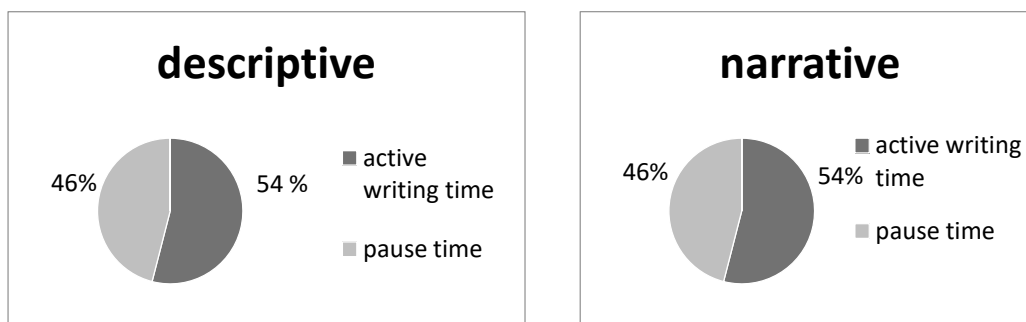 descriptive
46%
54 %
active
writing time
pause time
narrative
46%
54%
active writing
time
pause time